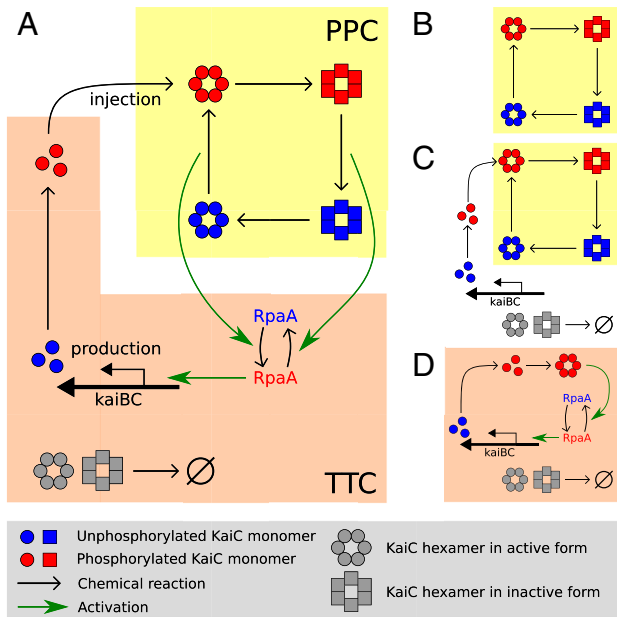 A
PPC
injection
RpaA
RpaA
production
kaiBC
TTC
B
C
kaiBC
D
RpaA
RpaA
kaiBC
Unphosphorylated KaiC monomer
Phosphorylated KaiC monomer
Chemical reaction
Activation
KaiC hexamer in active form
KaiC hexamer in inactive form